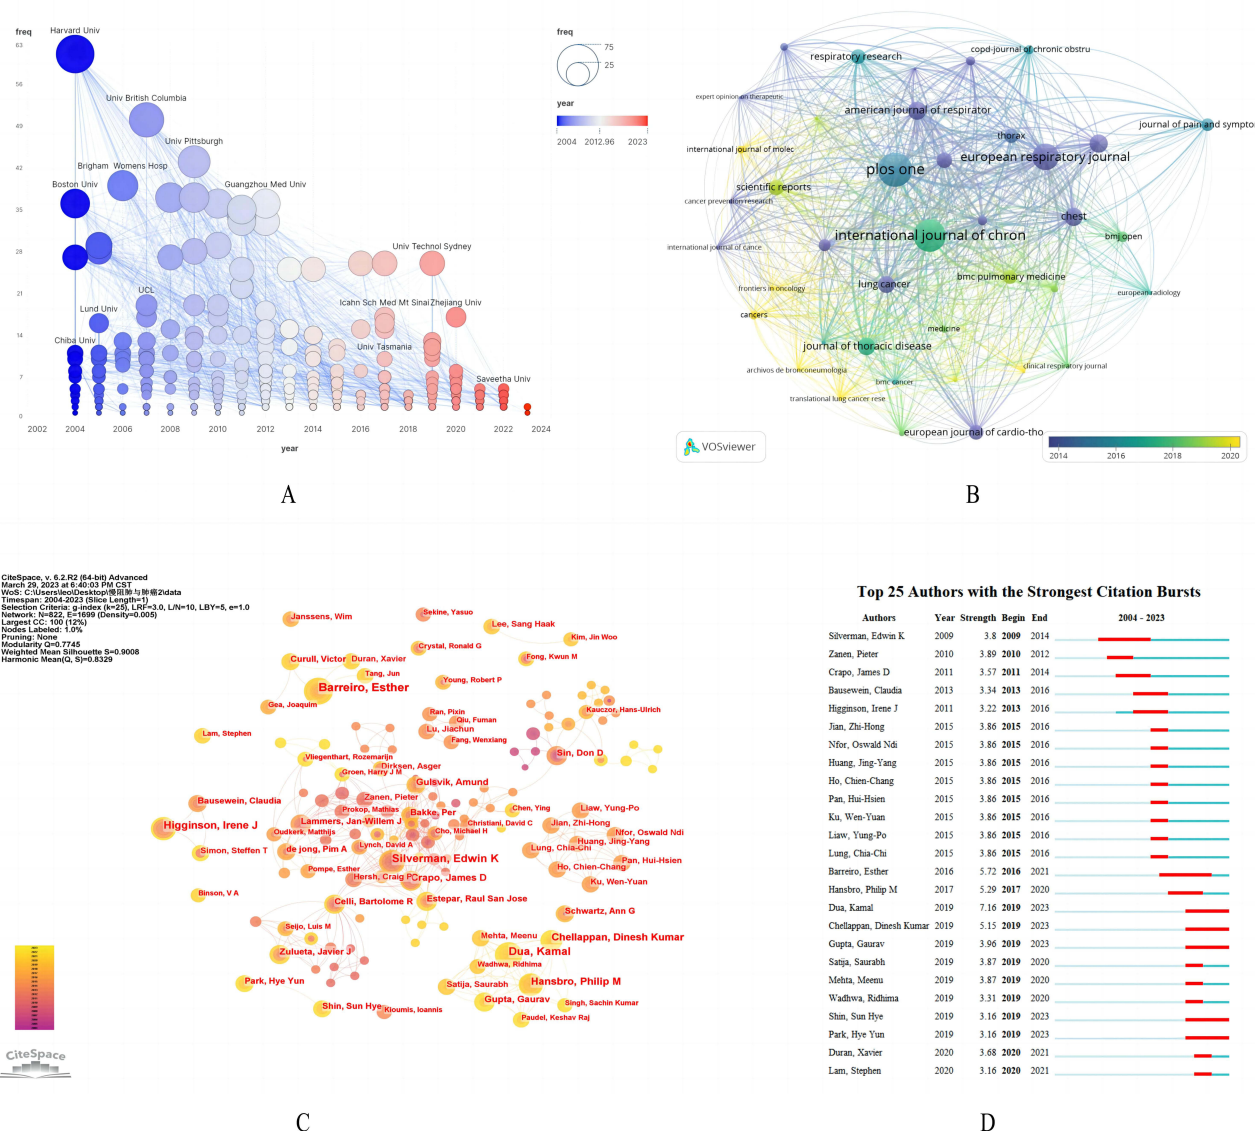 freq
Harvard Univ
63
56
Univ British Columbia
49
Univ Pittsburgh
42
Brigham Womens Hosp
Boston Univ
Guangzhou Med Univ
35
28
Univ Technol Sydney
21
UCL
Icahn Sch Med Mt Sinai
Zhejiang Univ
Lund Univ
14
Chiba Univ
Univ Tasmania
7
Saveetha Univ
0
2002 2004 2006 2008 2010 2012 2014 2016 2018 2020 2022 2024
year
freq
75
25
year
2004 2012.96 2023
A
copd-journal of chronic obstru
respiratory research
expert opinion on therapeutic
american journal of respirator
journal of pain and sympto
thorax
international journal of molec
european respiratory journal
plos one
scientific reports
cancer prevention research
chest
international journal of chron
bmj open
international journal of cance
bmc pulmonary medicine
lung cancer
frontiers in oncology
european radiology
cancers
medicine
journal of thoracic disease
clinical respiratory journal
archivos de bronconeumologia
bmc cancer
translational lung cancer rese
european journal of cardio-tho
VOSviewer
2014 2016 2018 2020
B
CiteSpace, v. 6.2.R2 (64-bit) Advanced
March 29, 2023 at 6:40:03 PM CST
WoS: C:\Users\leo\Desktop\慢阻肺与肺癌2\data
Timespan: 2004-2023 (Slice Length=1)
Selection Criteria: g-index (k=25), LRF=3.0, L/N=10, LBY=5, e=1.0
Network: N=822, E=1699 (Density=0.005)
Largest CC: 100 (12%)
Nodes Labeled: 1.0%
Pruning: None
Modularity Q=0.7745
Weighted Mean Silhouette S=0.9008
Harmonic Mean(Q, S)=0.8329
Janssens, Wim
Sekine, Yasuo
Lee, Sang Haak
Kim, Jin Woo
Crystal, Ronald G
Curull, Victor
Duran, Xavier
Fong, Kwun M
Tang, Jun
Barreiro, Esther
Young, Robert P
Gea, Joaquim
Ran, Pixin
Kauczor, Hans-Ulrich
Qiu, Fuman
Lu, Jiachun
Lam, Stephen
Fang, Wenxiang
Sin, Don D
Vliegenthart, Rozemarijn
Dirksen, Asger
Groen, Harry J M
Gulsvik, Amund
Zanen, Pieter
Bausewein, Claudia
Prokop, Mathias
Bakke, Per
Chen, Ying
Liaw, Yung-Po
Lammers, Jan-Willem J
Christiani, David C
Jian, Zhi-Hong
Higginson, Irene J
Oudkerk, Matthijs
Cho, Michael H
Nfor, Oswald Ndi
Lynch, David A
Huang, Jing-Yang
Simon, Steffen T
de jong, Pim A
Lung, Chia-Chi
Silverman, Edwin K
Pan, Hui-Hsien
Pompe, Esther
Ho, Chien-Chang
Hersh, Craig P
Crapo, James D
Ku, Wen-Yuan
Binson, V A
Celli, Bartolome R
Estepar, Raul San Jose
Schwartz, Ann G
Seijo, Luis M
Mehta, Meenu
Chellappan, Dinesh Kumar
Zulueta, Javier J
Dua, Kamal
Wadhwa, Ridhima
Park, Hye Yun
Satija, Saurabh
Hansbro, Philip M
Shin, Sun Hye
Kioumis, Ioannis
Gupta, Gaurav
Singh, Sachin Kumar
Paudel, Keshav Raj
CiteSpace
C
Top 25 Authors with the Strongest Citation Bursts
Authors Year Strength Begin End 2004 - 2023
Silverman, Edwin K 2009 3.8 2009 2014
Zanen, Pieter 2010 3.89 2010 2012
Crapo, James D 2011 3.57 2011 2014
Bausewein, Claudia 2013 3.34 2013 2016
Higginson, Irene J 2011 3.22 2013 2016
Jian, Zhi-Hong 2015 3.86 2015 2016
Nfor, Oswald Ndi 2015 3.86 2015 2016
Huang, Jing-Yang 2015 3.86 2015 2016
Ho, Chien-Chang 2015 3.86 2015 2016
Pan, Hui-Hsien 2015 3.86 2015 2016
Ku, Wen-Yuan 2015 3.86 2015 2016
Liaw, Yung-Po 2015 3.86 2015 2016
Lung, Chia-Chi 2015 3.86 2015 2016
Barreiro, Esther 2016 5.72 2016 2021
Hansbro, Philip M 2017 5.29 2017 2020
Dua, Kamal 2019 7.16 2019 2023
Chellappan, Dinesh Kumar 2019 5.15 2019 2023
Gupta, Gaurav 2019 3.96 2019 2023
Satija, Saurabh 2019 3.87 2019 2020
Mehta, Meenu 2019 3.87 2019 2020
Wadhwa, Ridhima 2019 3.31 2019 2020
Shin, Sun Hye 2019 3.16 2019 2023
Park, Hye Yun 2019 3.16 2019 2023
Duran, Xavier 2020 3.68 2020 2021
Lam, Stephen 2020 3.16 2020 2021
D